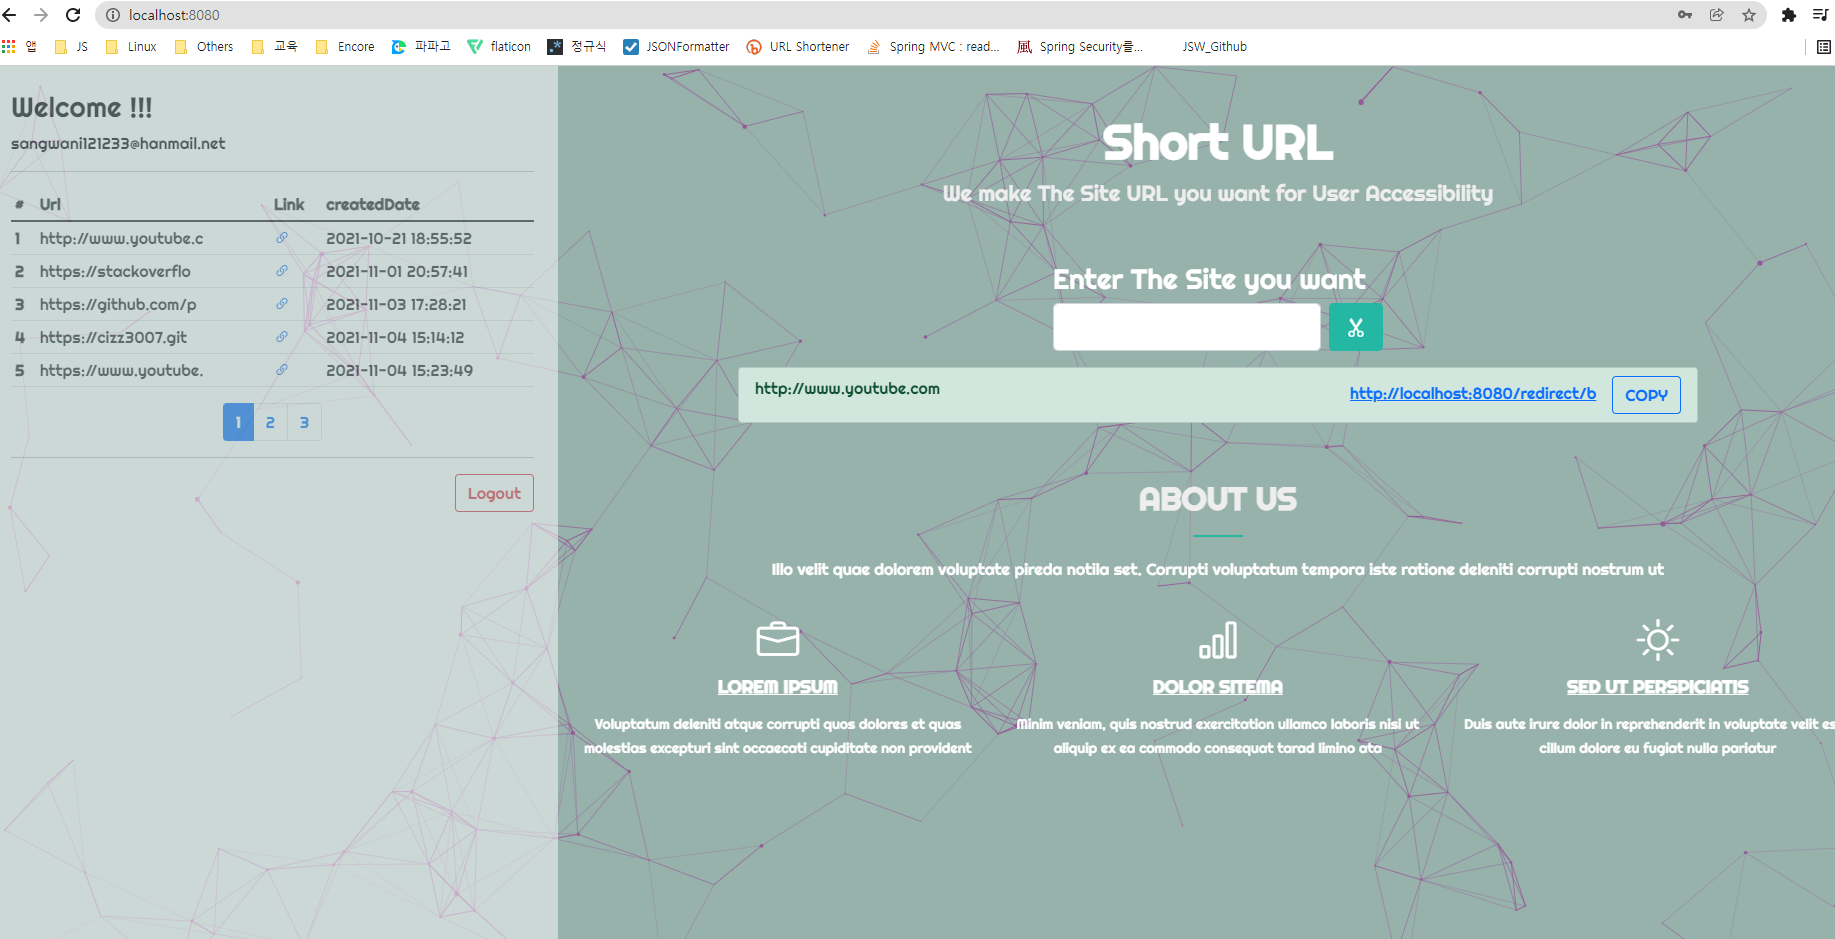 localhost:8080
앱 JS Linux Others 교육 Encore 파파고 flaticon 정규식 JSONFormatter URL Shortener Spring MVC : read... Spring Security를... JSW_Github
Welcome !!!
sangwani121233@hanmail.net
# Url Link createdDate
1 http://www.youtube.c 2021-10-21 18:55:52
2 https://stackoverflo 2021-11-01 20:57:41
3 https://github.com/p 2021-11-03 17:28:21
4 https://cizz3007.git 2021-11-04 15:14:12
5 https://www.youtube. 2021-11-04 15:23:49
1 2 3
Logout
Short URL
We make The Site URL you want for User Accessibility
Enter The Site you want
http://www.youtube.com http://localhost:8080/redirect/b COPY
ABOUT US
Illo velit quae dolorem voluptate pireda notila set. Corrupti voluptatum tempora iste ratione deleniti corrupti nostrum ut
LOREM IPSUM
Voluptatum deleniti atque corrupti quos dolores et quas
molestias excepturi sint occaecati cupiditate non provident
DOLOR SITEMA
Minim veniam, quis nostrud exercitation ullamco laboris nisi ut
aliquip ex ea commodo consequat tarad limino ata
SED UT PERSPICIATIS
Duis aute irure dolor in reprehenderit in voluptate velit es
cillum dolore eu fugiat nulla pariatur